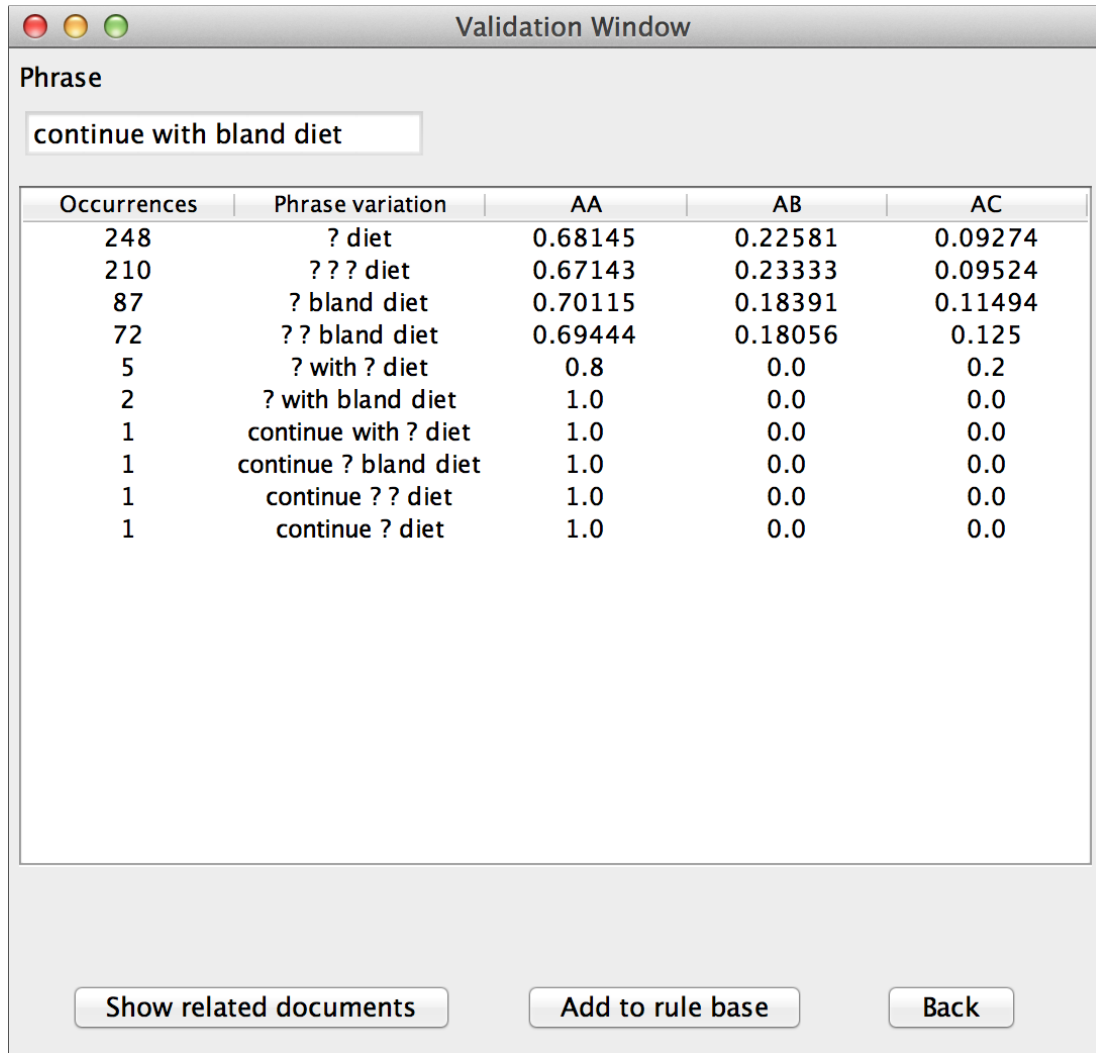 Validation Window
Phrase
continue with bland diet
Occurrences Phrase variation AA AB AC
248 ? diet 0.68145 0.22581 0.09274
210 ? ? ? diet 0.67143 0.23333 0.09524
87 ? bland diet 0.70115 0.18391 0.11494
72 ? ? bland diet 0.69444 0.18056 0.125
5 ? with ? diet 0.8 0.0 0.2
2 ? with bland diet 1.0 0.0 0.0
1 continue with ? diet 1.0 0.0 0.0
1 continue ? bland diet 1.0 0.0 0.0
1 continue ? ? diet 1.0 0.0 0.0
1 continue ? diet 1.0 0.0 0.0
Show related documents Add to rule base Back